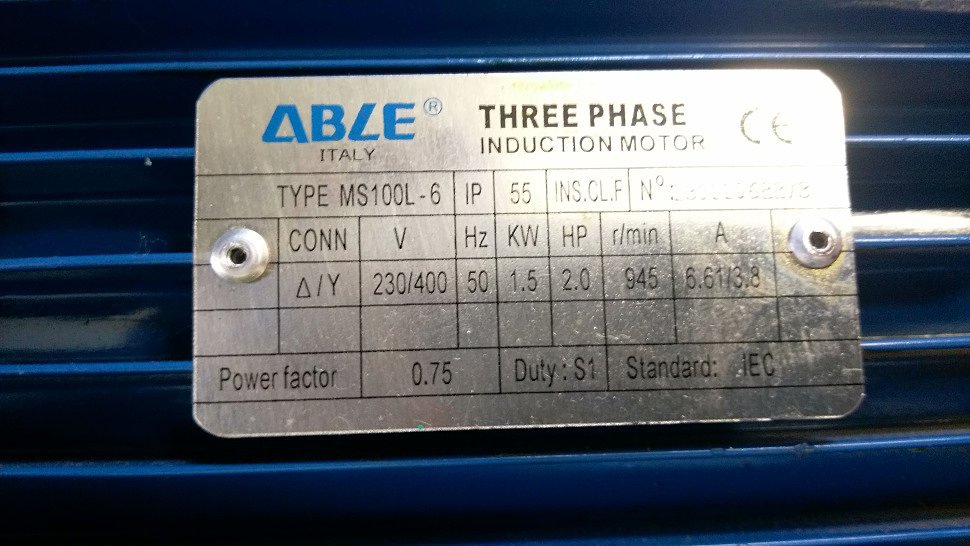 ABLE ®
ITALY
THREE PHASE
INDUCTION MOTOR
CE
TYPE MS100L-6 IP 55 INS.CL.F Nº
CONN V Hz KW HP r/min A
Δ/Y 230/400 50 1.5 2.0 945 6.61/3.8
Power factor 0.75 Duty: S1 Standard: IEC